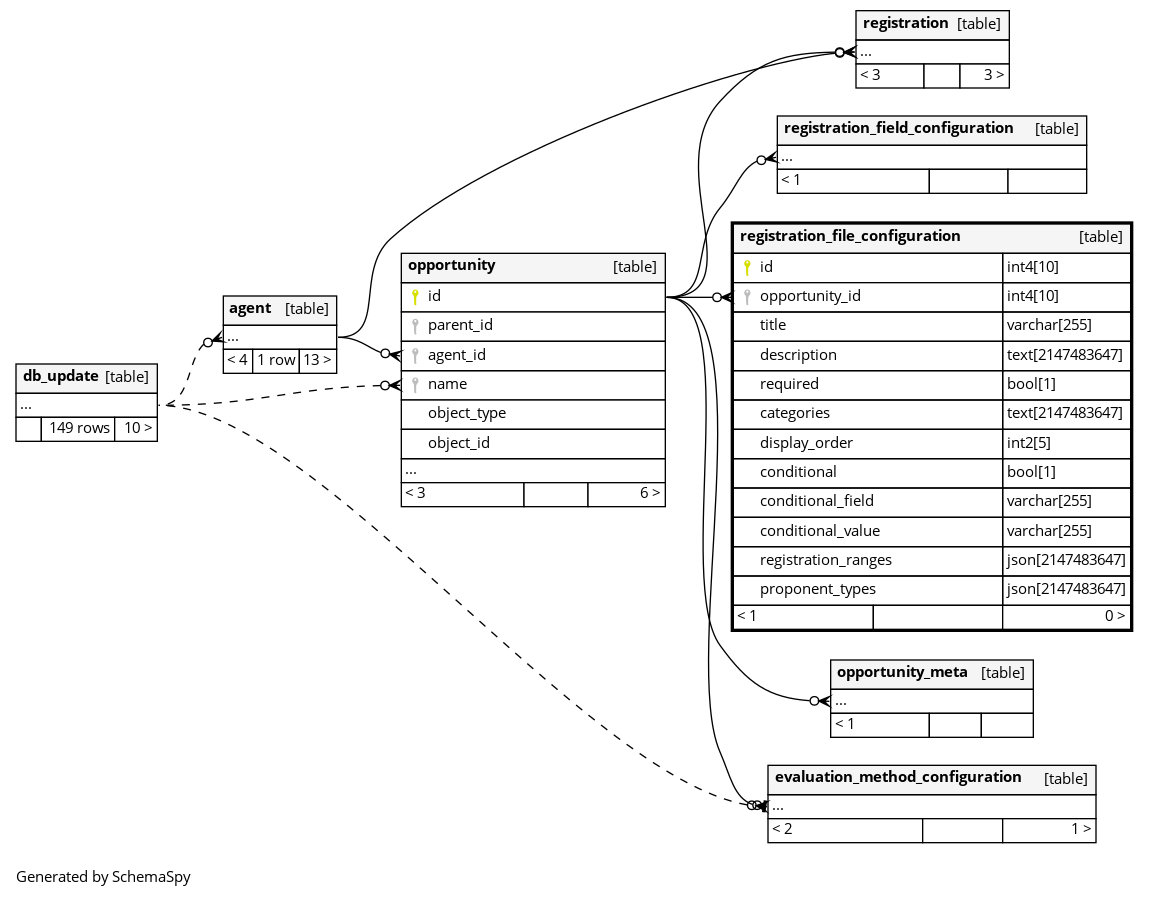 registration [table]
...
< 3 3 >
registration_field_configuration [table]
...
< 1
registration_file_configuration [table]
id int4[10]
opportunity_id int4[10]
title varchar[255]
description text[2147483647]
required bool[1]
categories text[2147483647]
display_order int2[5]
conditional bool[1]
conditional_field varchar[255]
conditional_value varchar[255]
registration_ranges json[2147483647]
proponent_types json[2147483647]
< 1 0 >
opportunity [table]
id
parent_id
agent_id
name
object_type
object_id
...
< 3 6 >
agent [table]
...
< 4 1 row 13 >
db_update [table]
...
149 rows 10 >
opportunity_meta [table]
...
< 1
evaluation_method_configuration [table]
...
< 2 1 >
Generated by SchemaSpy